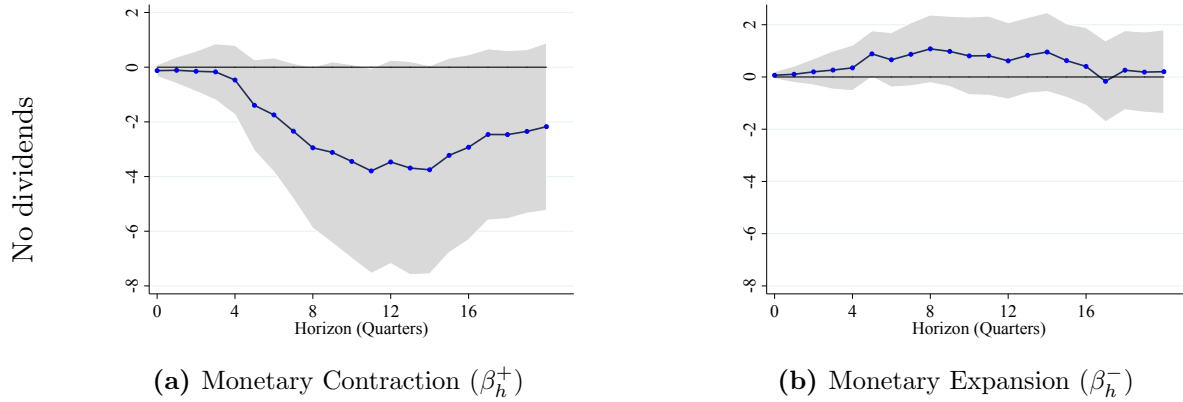 No dividends
2
0
-2
-4
-6
-8
0 4 8 12 16
Horizon (Quarters)
(a) Monetary Contraction (β_h^+)
2
0
-2
-4
-6
-8
0 4 8 12 16
Horizon (Quarters)
(b) Monetary Expansion (β_h^-)